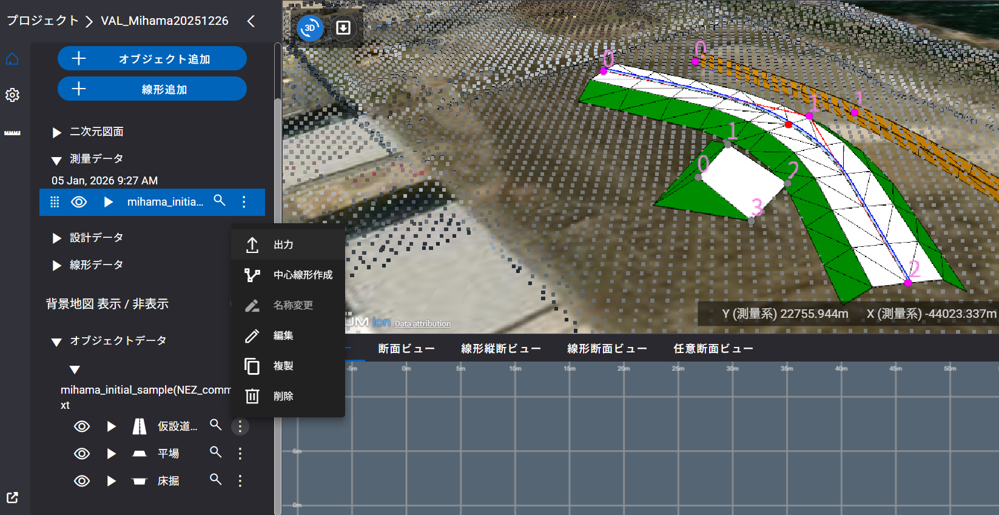 プロジェクト
VAL_Mihama20251226
オブジェクト追加
線形追加
二次元図面
測量データ
05 Jan, 2026 9:27 AM
mihama_initia...
設計データ
線形データ
背景地図 表示 / 非表示
オブジェクトデータ
mihama_initial_sample(NEZ_comm
xt
仮設道...
平場
床掘
出力
中心線形作成
名称変更
編集
複製
削除
3D
0
0
1
1
1
0
2
3
2
UM ion
Data attribution
Y (測量系) 22755.944m X (測量系) -44023.337m
断面ビュー
線形縦断ビュー
線形断面ビュー
任意断面ビュー
-5m 0m 5m 10m 15m 20m 25m 30m 35m 40m 45m 50m
5m
0m